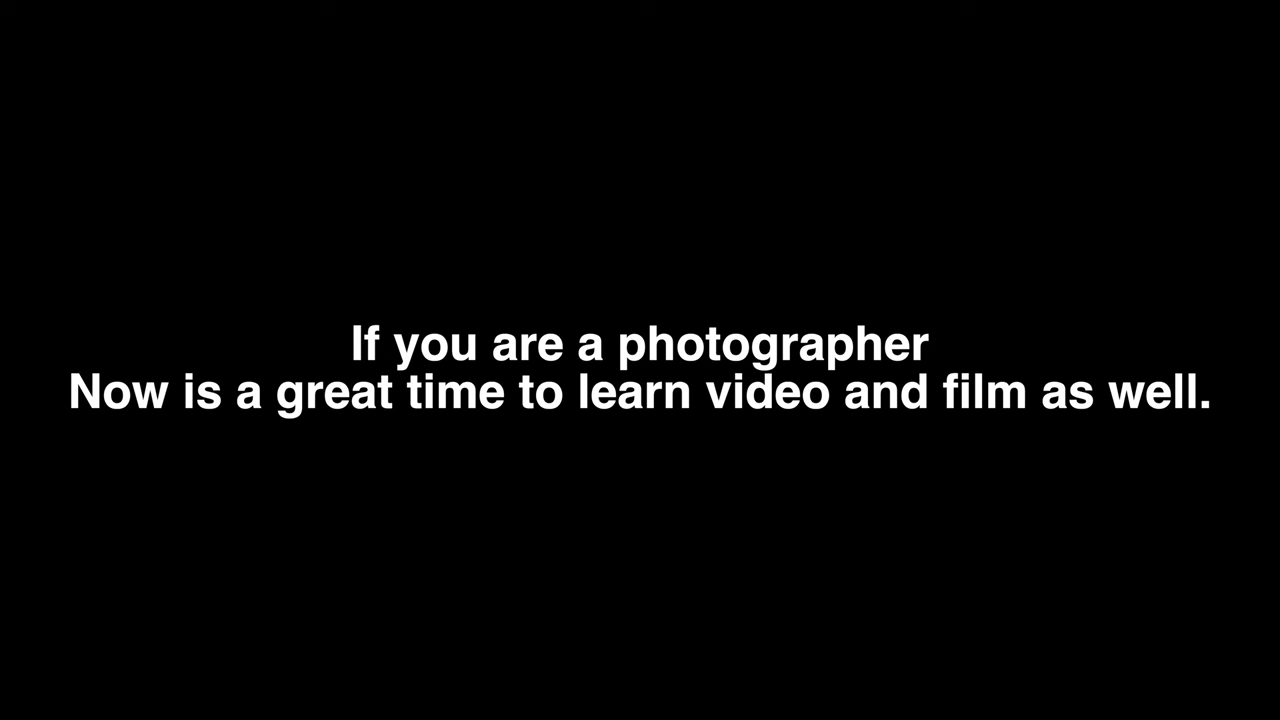 If you are a photographer
Now is a great time to learn video and film as well.